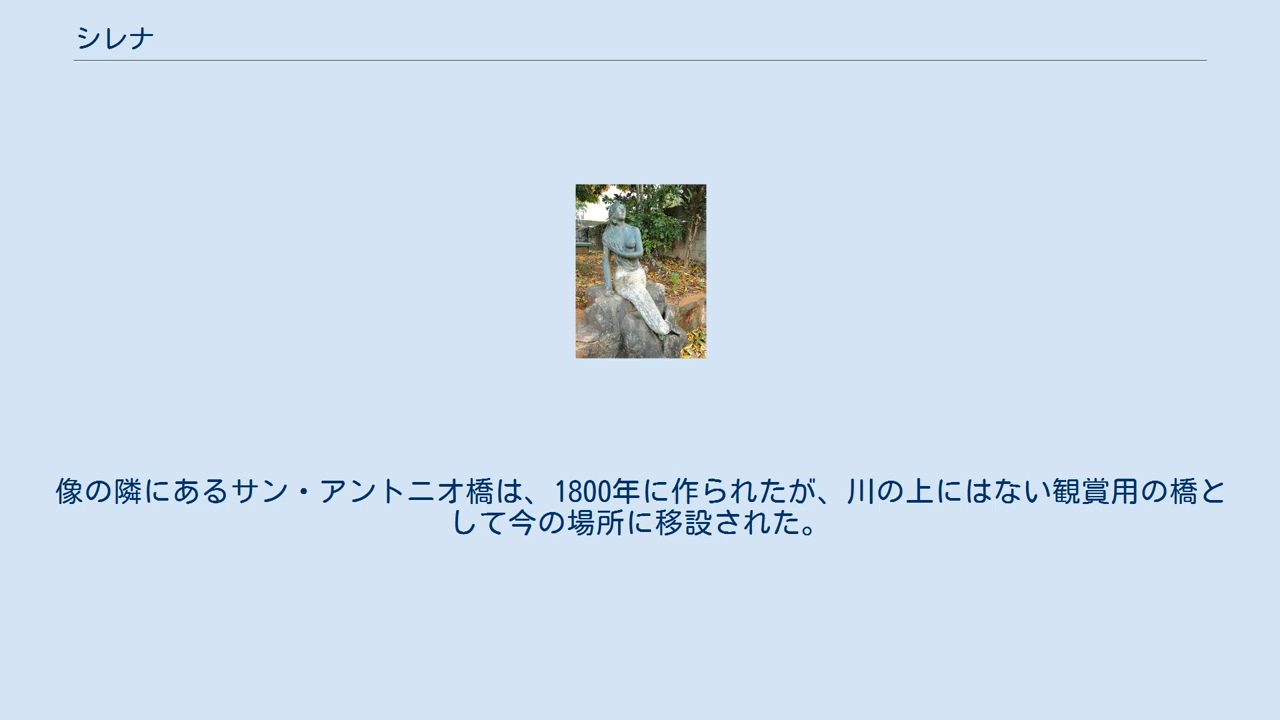 シレナ
像の隣にあるサン・アントニオ橋は、1800年に作られたが、川の上にはない観賞用の橋と
して今の場所に移設された。